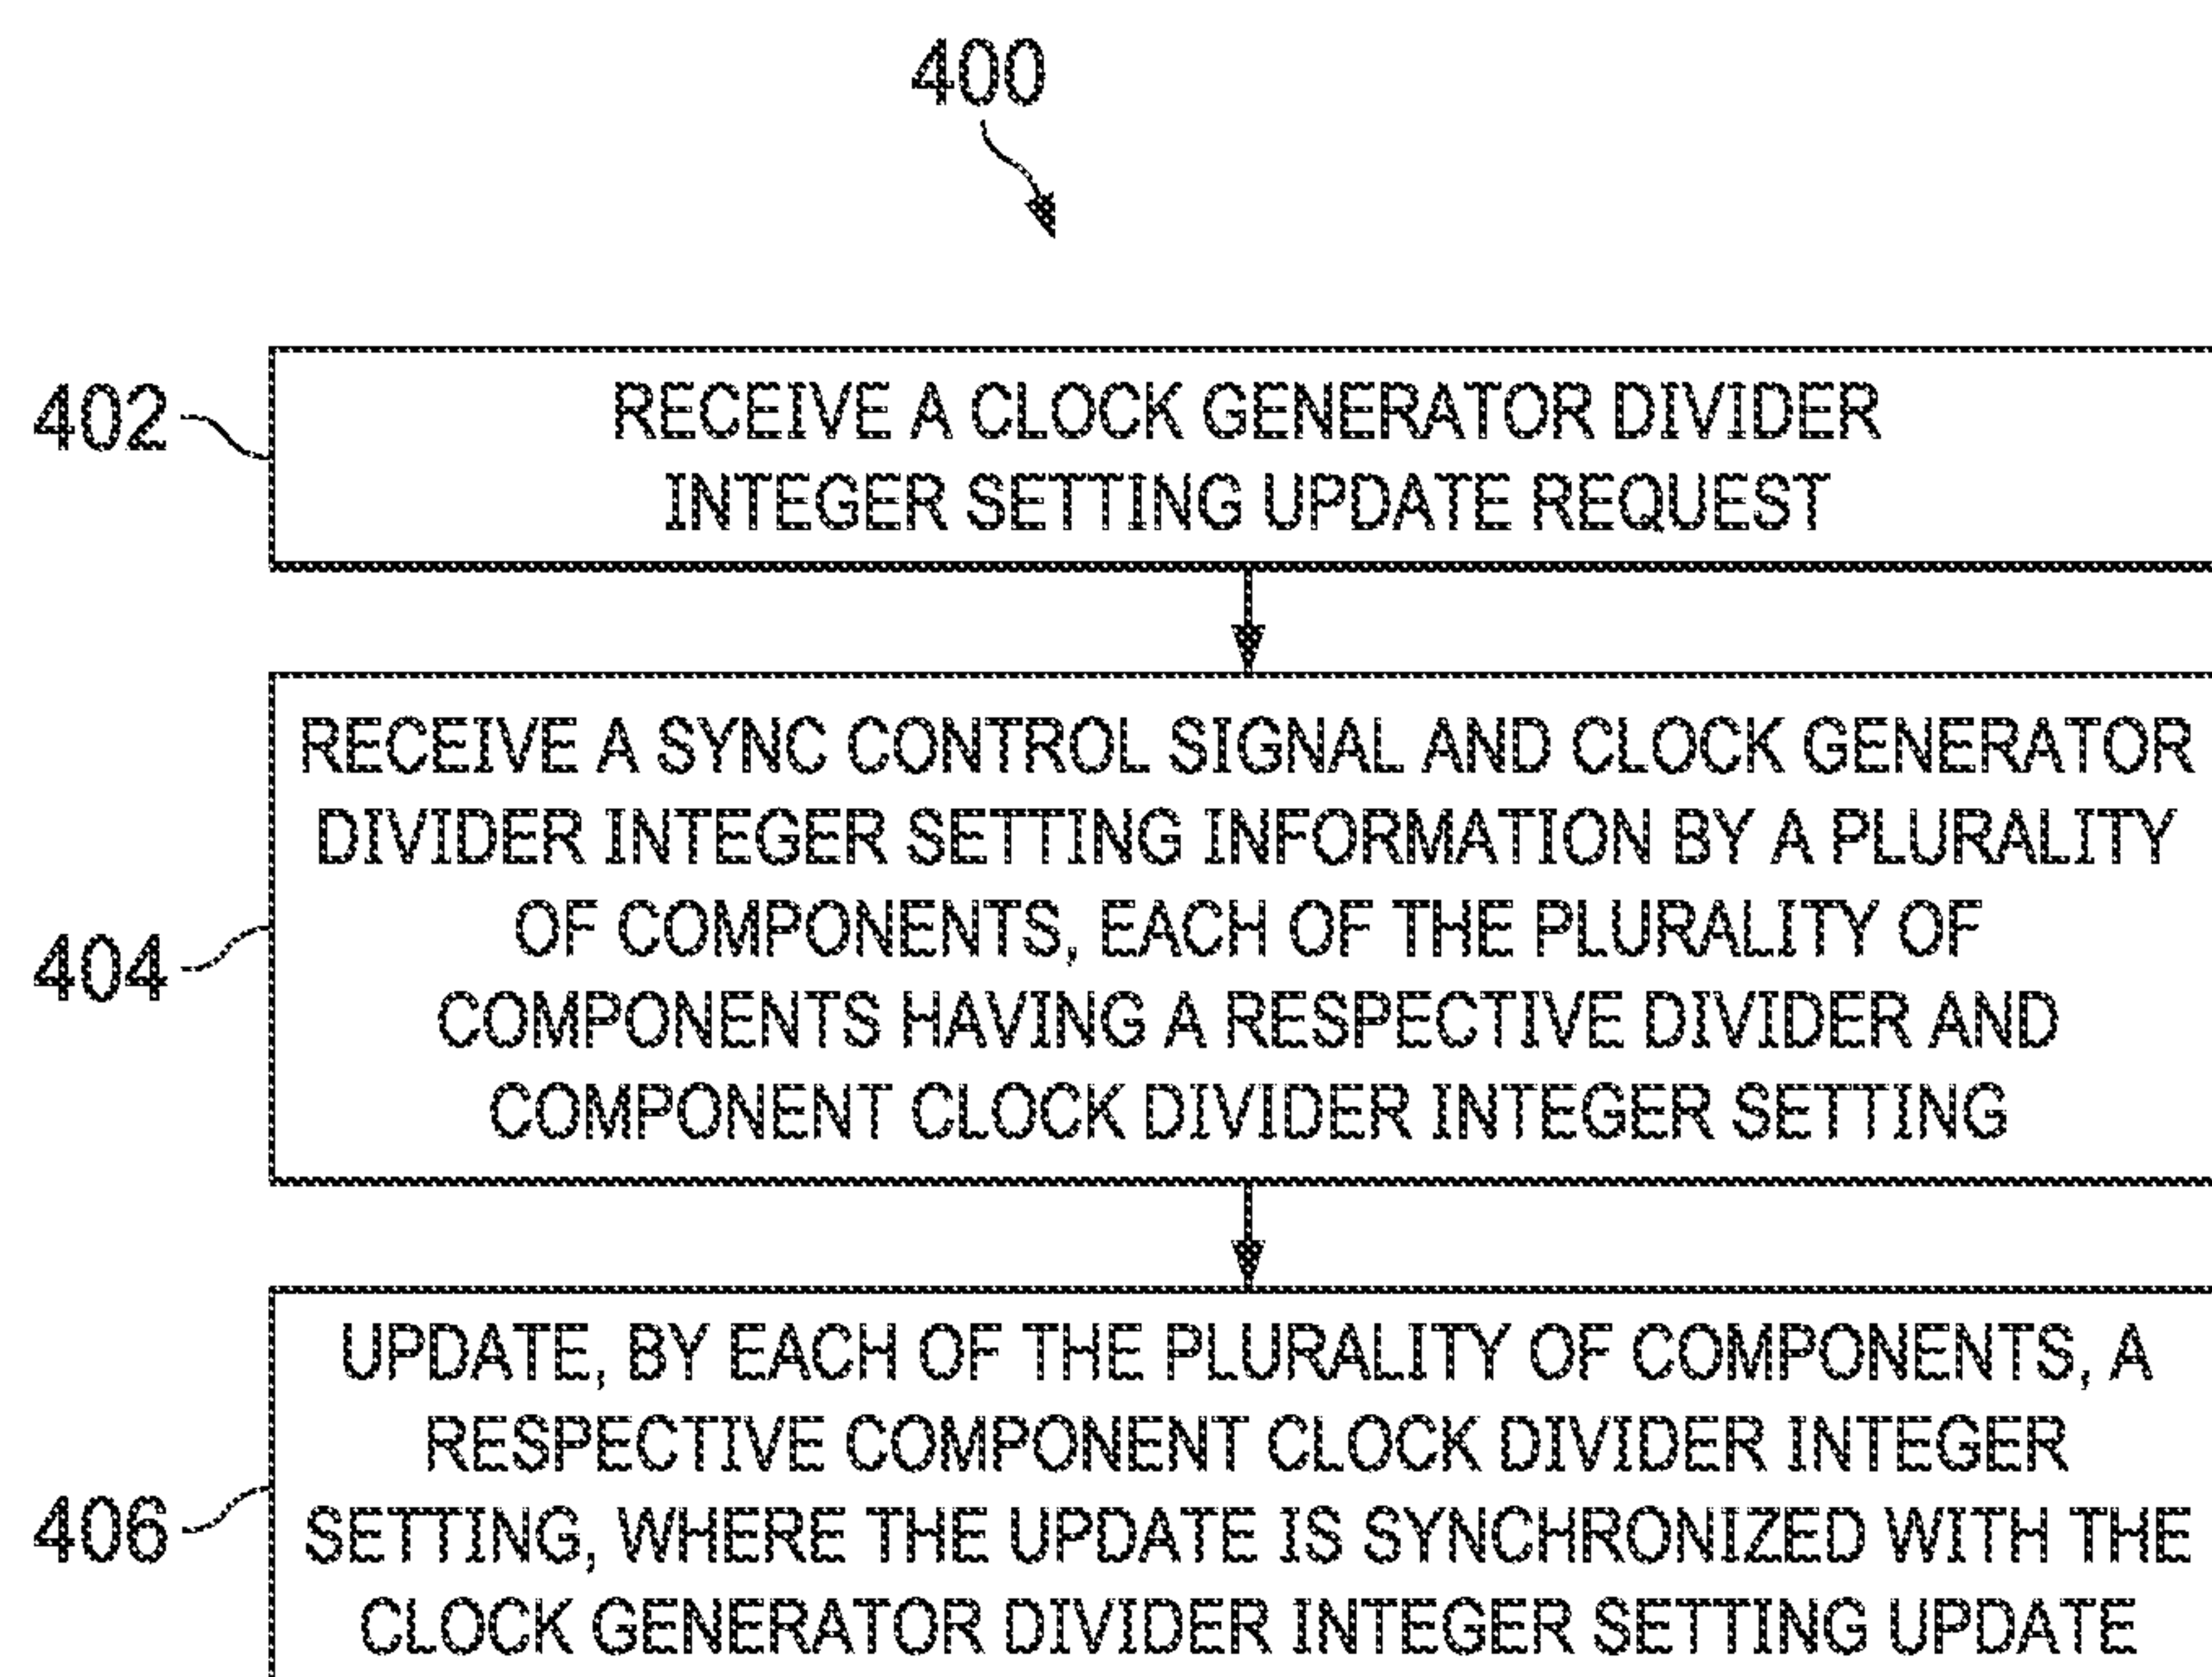 400
402
RECEIVE A CLOCK GENERATOR DIVIDER
INTEGER SETTING UPDATE REQUEST
404
RECEIVE A SYNC CONTROL SIGNAL AND CLOCK GENERATOR
DIVIDER INTEGER SETTING INFORMATION BY A PLURALITY
OF COMPONENTS, EACH OF THE PLURALITY OF
COMPONENTS HAVING A RESPECTIVE DIVIDER AND
COMPONENT CLOCK DIVIDER INTEGER SETTING
406
UPDATE, BY EACH OF THE PLURALITY OF COMPONENTS, A
RESPECTIVE COMPONENT CLOCK DIVIDER INTEGER
SETTING, WHERE THE UPDATE IS SYNCHRONIZED WITH THE
CLOCK GENERATOR DIVIDER INTEGER SETTING UPDATE